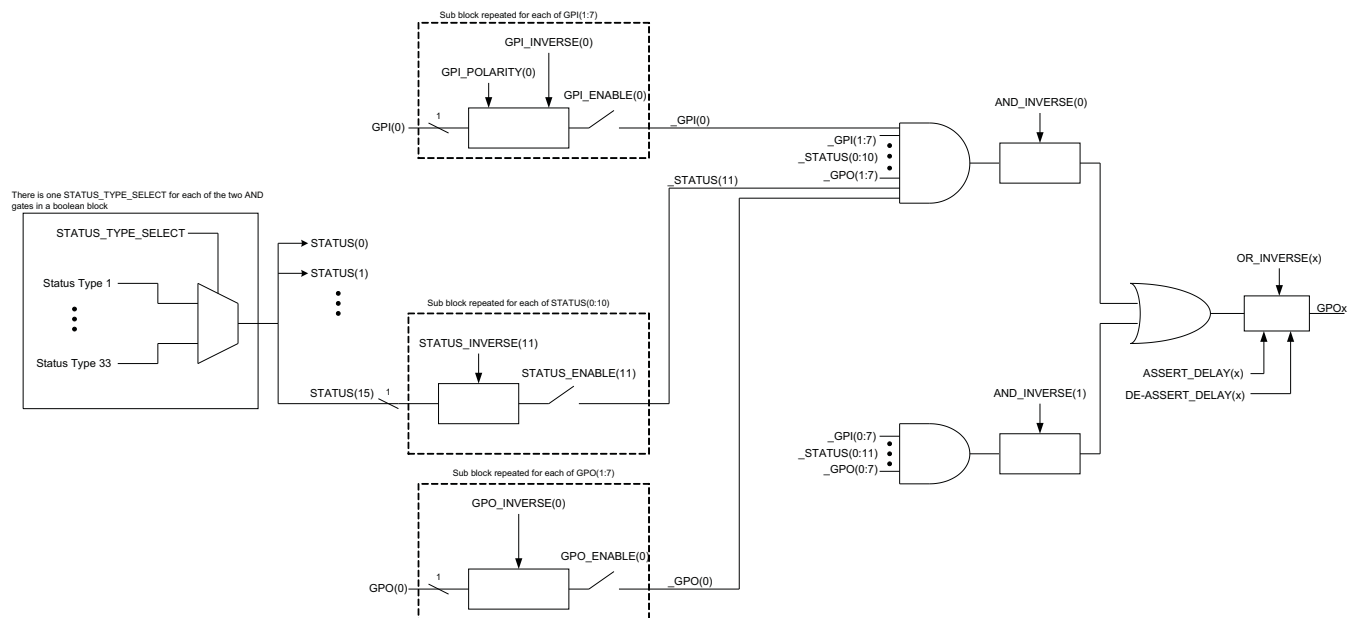 Sub block repeated for each of GPI(1:7)
GPI_INVERSE(0)
GPI_POLARITY(0)
GPI_ENABLE(0)
GPI(0)
1
_GPI(0)
_GPI(1:7)
_STATUS(0:10)
_GPO(1:7)
AND_INVERSE(0)
_STATUS(11)
There is one STATUS_TYPE_SELECT for each of the two AND
gates in a boolean block
STATUS_TYPE_SELECT
Status Type 1
Status Type 33
STATUS(0)
STATUS(1)
Sub block repeated for each of STATUS(0:10)
STATUS_INVERSE(11)
STATUS_ENABLE(11)
STATUS(15)
1
OR_INVERSE(x)
GPOx
ASSERT_DELAY(x)
DE-ASSERT_DELAY(x)
AND_INVERSE(1)
_GPI(0:7)
_STATUS(0:11)
_GPO(0:7)
Sub block repeated for each of GPO(1:7)
GPO_INVERSE(0)
GPO_ENABLE(0)
GPO(0)
1
_GPO(0)